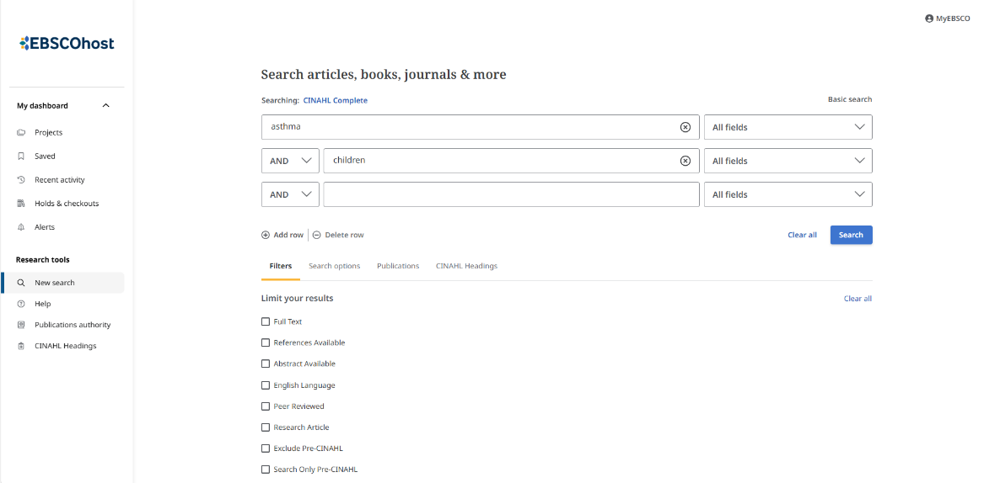 MyEBSCO
EBSCOhost
My dashboard
Projects
Saved
Recent activity
Holds & checkouts
Alerts
Research tools
New search
Help
Publications authority
CINAHL Headings
Search articles, books, journals & more
Searching: CINAHL Complete
Basic search
asthma
All fields
AND
children
All fields
AND
All fields
Add row
Delete row
Clear all
Search
Filters
Search options
Publications
CINAHL Headings
Limit your results
Clear all
Full Text
References Available
Abstract Available
English Language
Peer Reviewed
Research Article
Exclude Pre-CINAHL
Search Only Pre-CINAHL